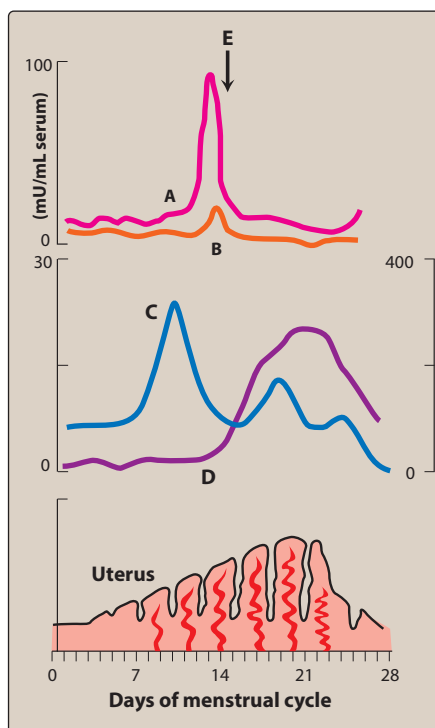 E
100
(mU/mL serum)
A
0
B
30
400
C
0
D
0
Uterus
0 7 14 21 28
Days of menstrual cycle